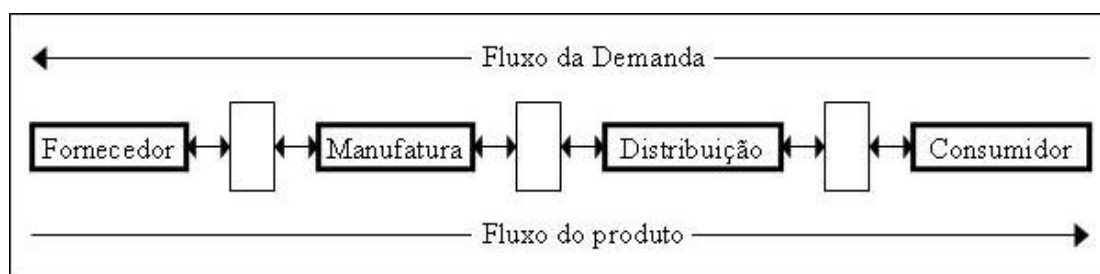 Fluxo da Demanda
Fornecedor Manufatura Distribuição Consumidor
Fluxo do produto